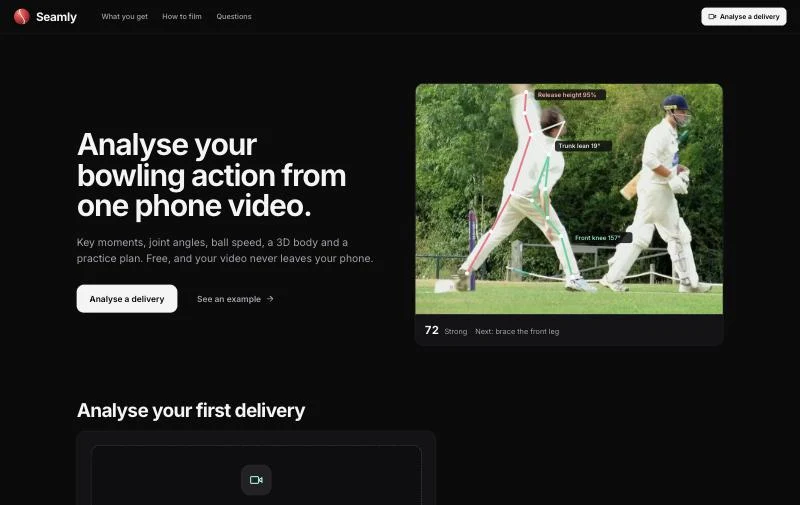 Seamly
What you get
How to film
Questions
Analyse a delivery
Analyse your
bowling action from
one phone video.
Key moments, joint angles, ball speed, a 3D body and a
practice plan. Free, and your video never leaves your phone.
Analyse a delivery
See an example →
Release height 95%
Trunk lean 19°
Front knee 157°
72 Strong Next: brace the front leg
Analyse your first delivery